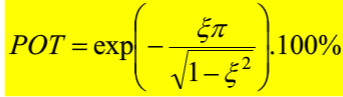 POT = exp(− ξπ / √(1 − ξ²)).100%